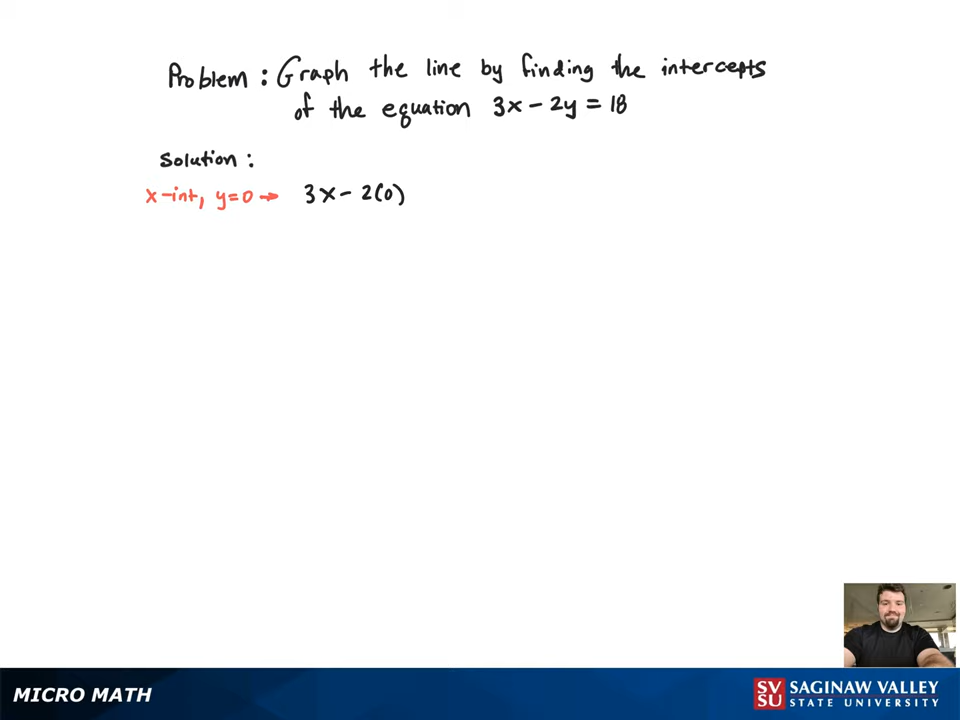 Problem: Graph the line by finding the intercepts
of the equation 3x - 2y = 18
Solution:
x-int, y=0 → 3x - 2(0)
MICRO MATH
SV SU SAGINAW VALLEY
STATE UNIVERSITY